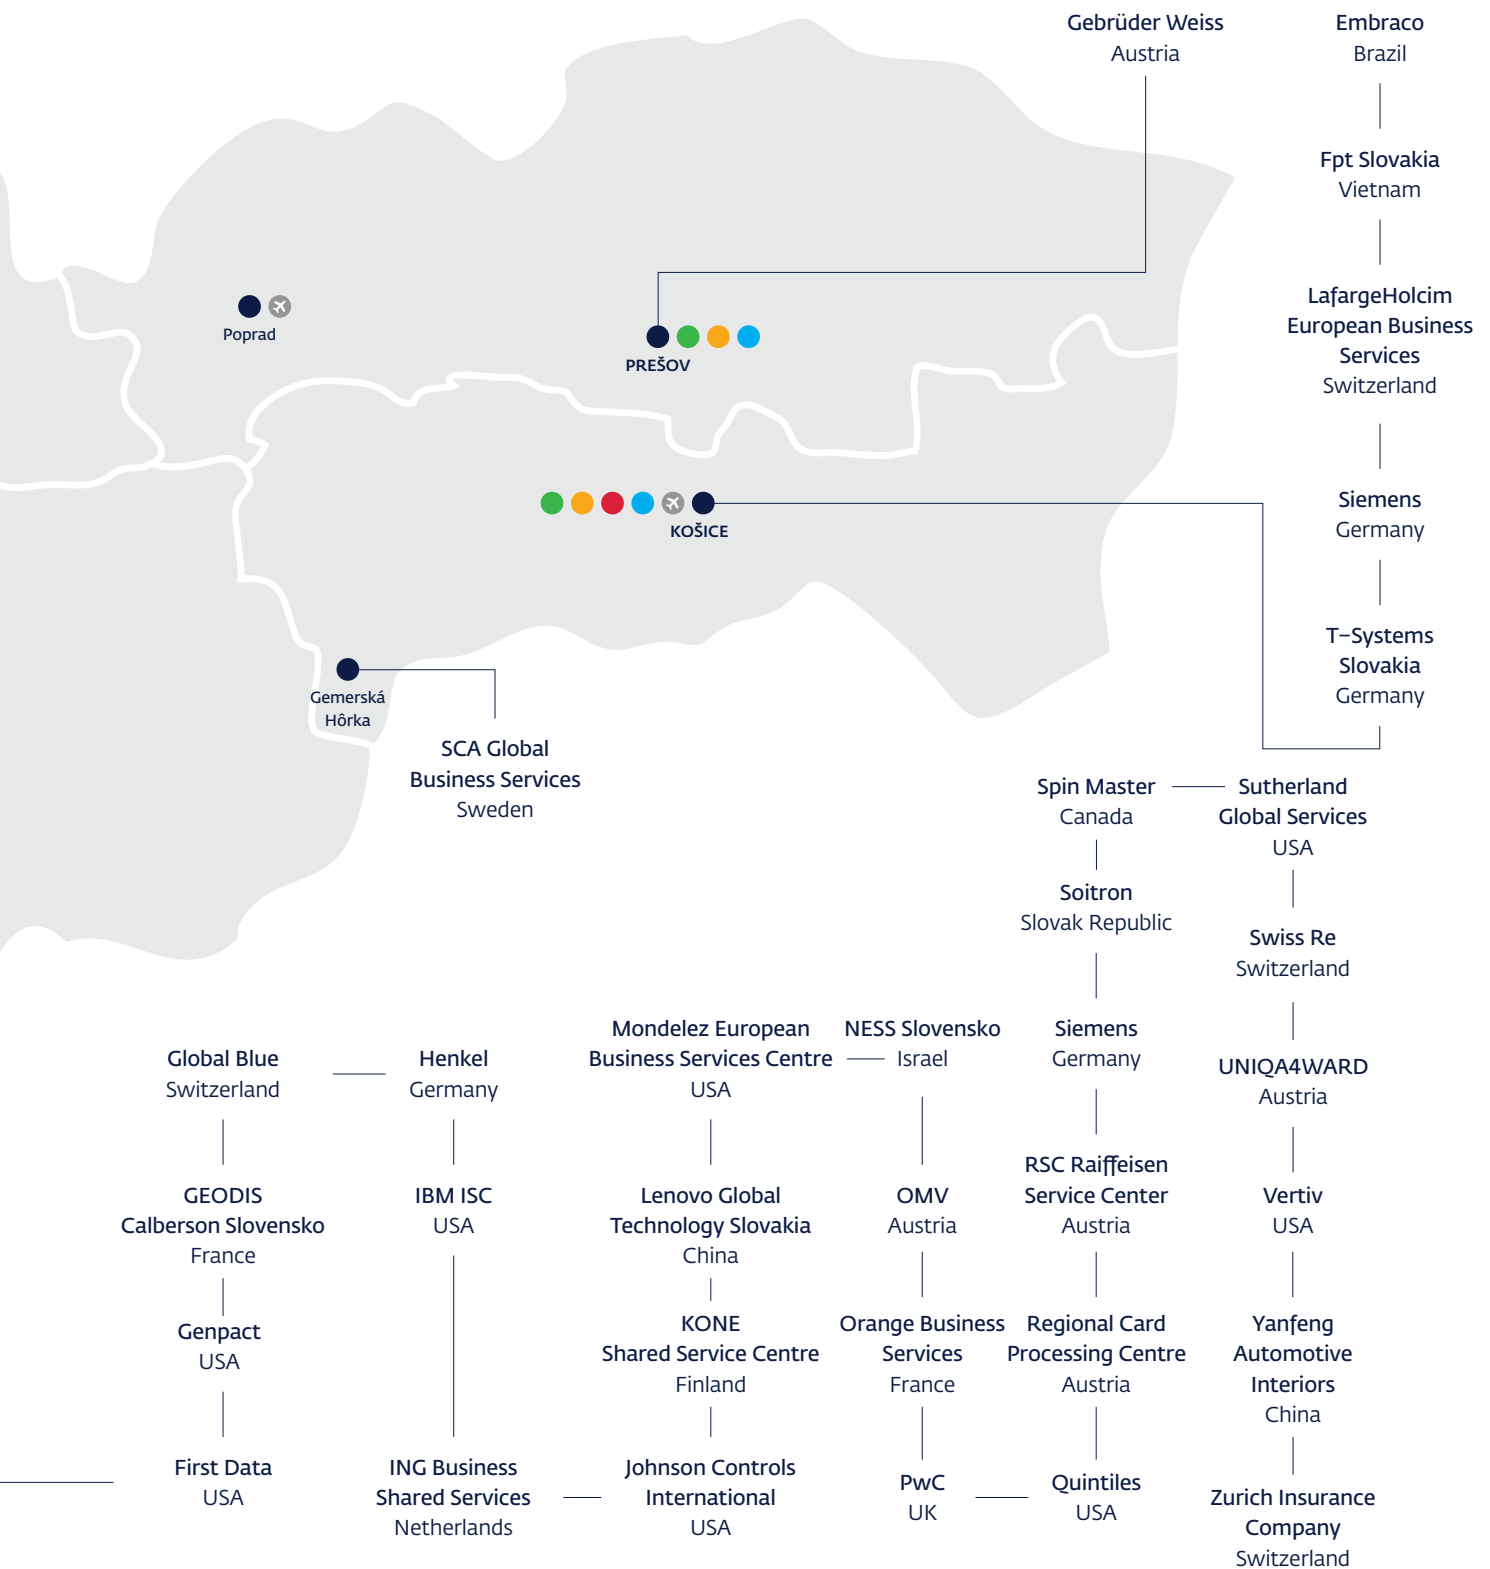 Gebrüder Weiss
Austria
Embraco
Brazil
Fpt Slovakia
Vietnam
LafargeHolcim
European Business
Services
Switzerland
Siemens
Germany
T–Systems
Slovakia
Germany
Poprad
PREŠOV
KOŠICE
Gemerská
Hôrka
SCA Global
Business Services
Sweden
Spin Master
Canada
Soitron
Slovak Republic
Siemens
Germany
RSC Raiffeisen
Service Center
Austria
Regional Card
Processing Centre
Austria
Quintiles
USA
Sutherland
Global Services
USA
Swiss Re
Switzerland
UNIQA4WARD
Austria
Vertiv
USA
Yanfeng
Automotive
Interiors
China
Zurich Insurance
Company
Switzerland
Global Blue
Switzerland
GEODIS
Calberson Slovensko
France
Genpact
USA
First Data
USA
Henkel
Germany
IBM ISC
USA
ING Business
Shared Services
Netherlands
Mondelez European
Business Services Centre
USA
Lenovo Global
Technology Slovakia
China
KONE
Shared Service Centre
Finland
Johnson Controls
International
USA
NESS Slovensko
Israel
OMV
Austria
Orange Business
Services
France
PwC
UK